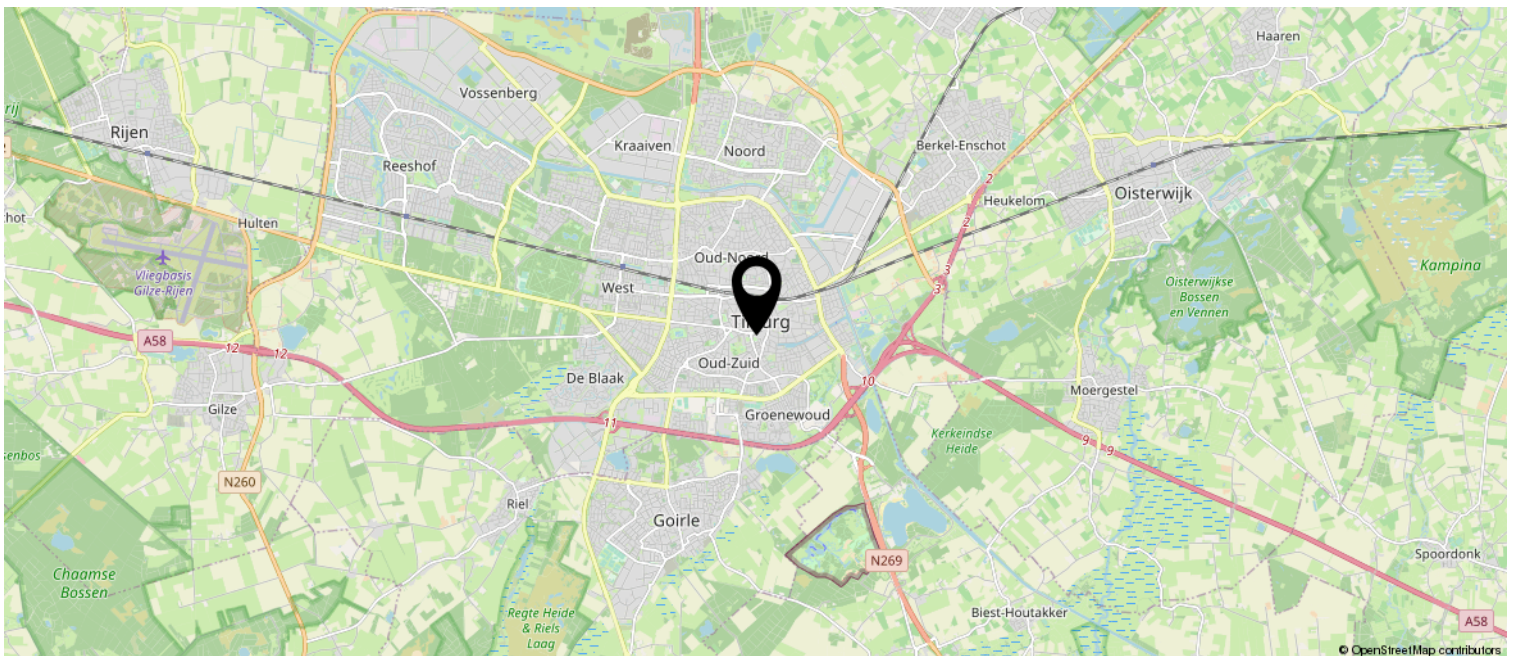 Haaren
Vossenberg
rij
Rijen
Kraaiven
Noord
Berkel-Enschot
Reeshof
2
Heukelom
Oisterwijk
chot
Hulten
2
Oud-Noord
Vliegbasis
Gilze-Rijen
Kampina
3
3
West
Oisterwijkse
Bossen
en Vennen
A58
12
12
Oud-Zuid
De Blaak
10
Moergestel
Gilze
11
Groenewoud
Kerkeindse
Heide
9
9
senbos
N260
Riel
Goirle
N269
Spoordonk
Chaamse
Bossen
Regte Heide
& Riels
Laag
Biest-Houtakker
A58
© OpenStreetMap contributors